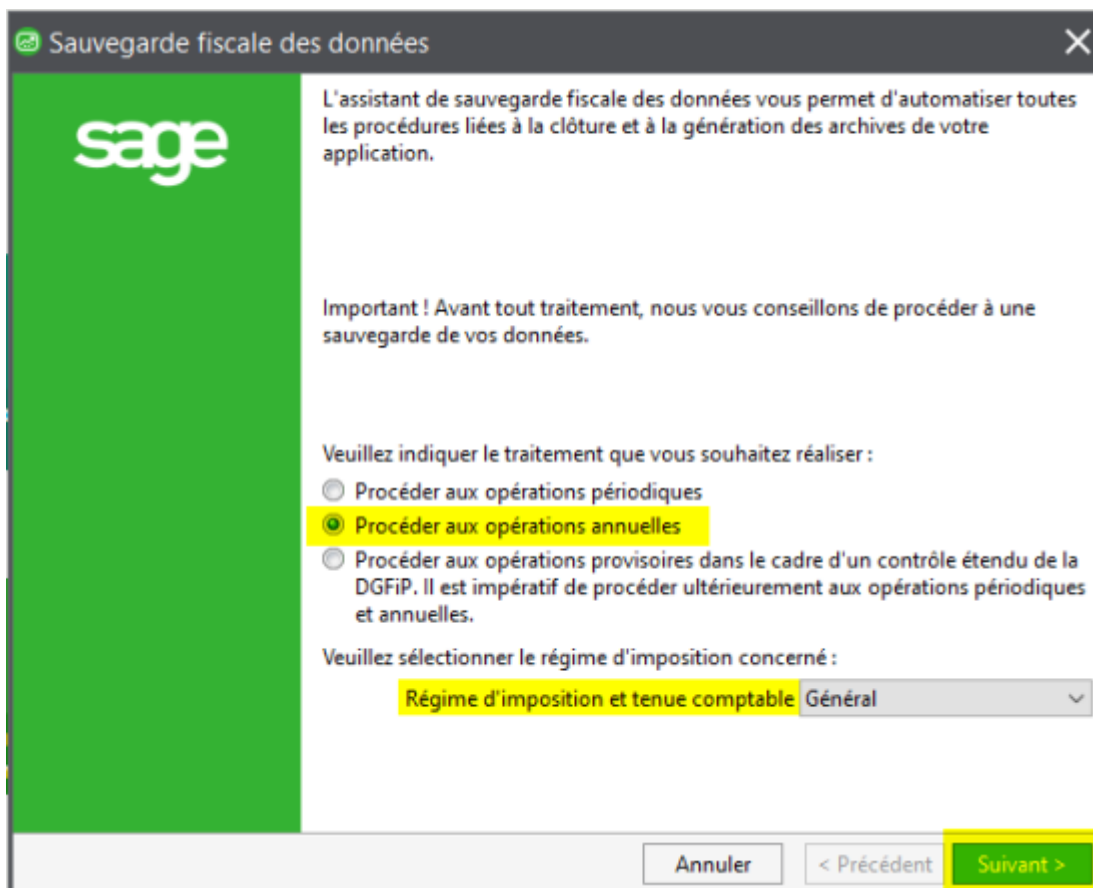 Sauvegarde fiscale des données
sage
L'assistant de sauvegarde fiscale des données vous permet d'automatiser toutes
les procédures liées à la clôture et à la génération des archives de votre
application.
Important ! Avant tout traitement, nous vous conseillons de procéder à une
sauvegarde de vos données.
Veuillez indiquer le traitement que vous souhaitez réaliser :
Procéder aux opérations périodiques
Procéder aux opérations annuelles
Procéder aux opérations provisoires dans le cadre d'un contrôle étendu de la
DGFiP. Il est impératif de procéder ultérieurement aux opérations périodiques
et annuelles.
Veuillez sélectionner le régime d'imposition concerné :
Régime d'imposition et tenue comptable Général
Annuler < Précédent Suivant >